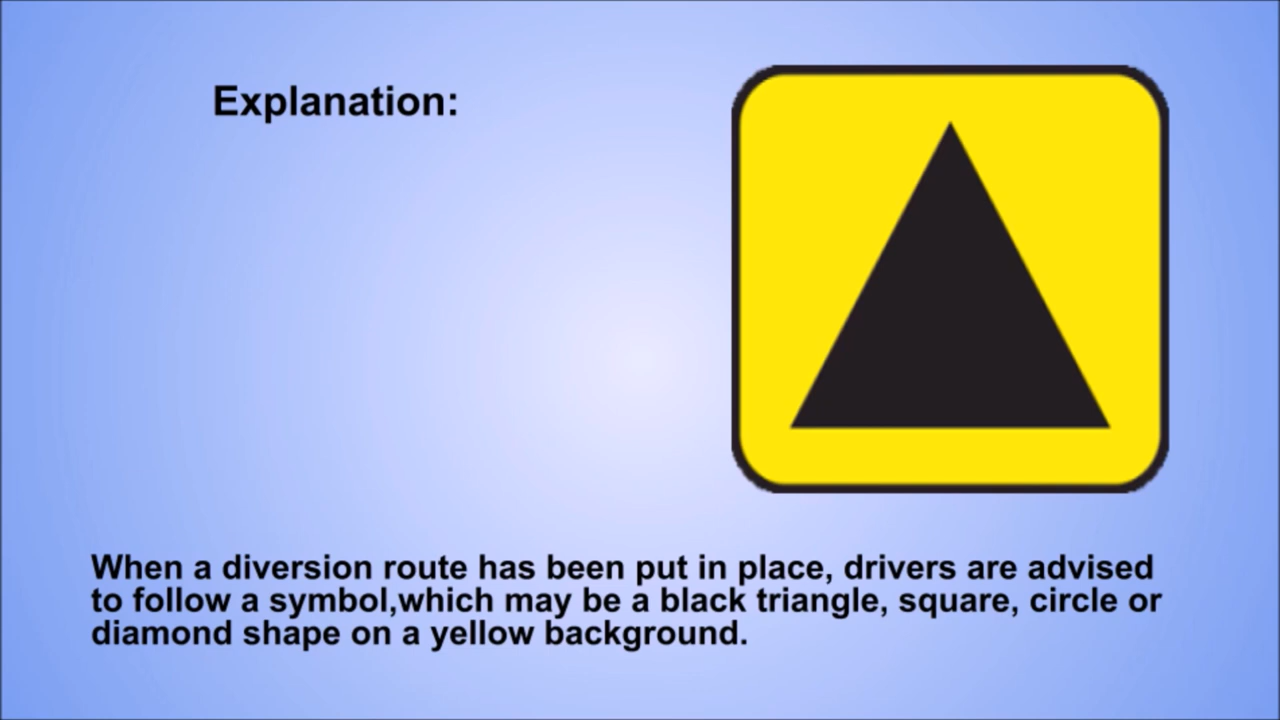 Explanation:
When a diversion route has been put in place, drivers are advised
to follow a symbol,which may be a black triangle, square, circle or
diamond shape on a yellow background.